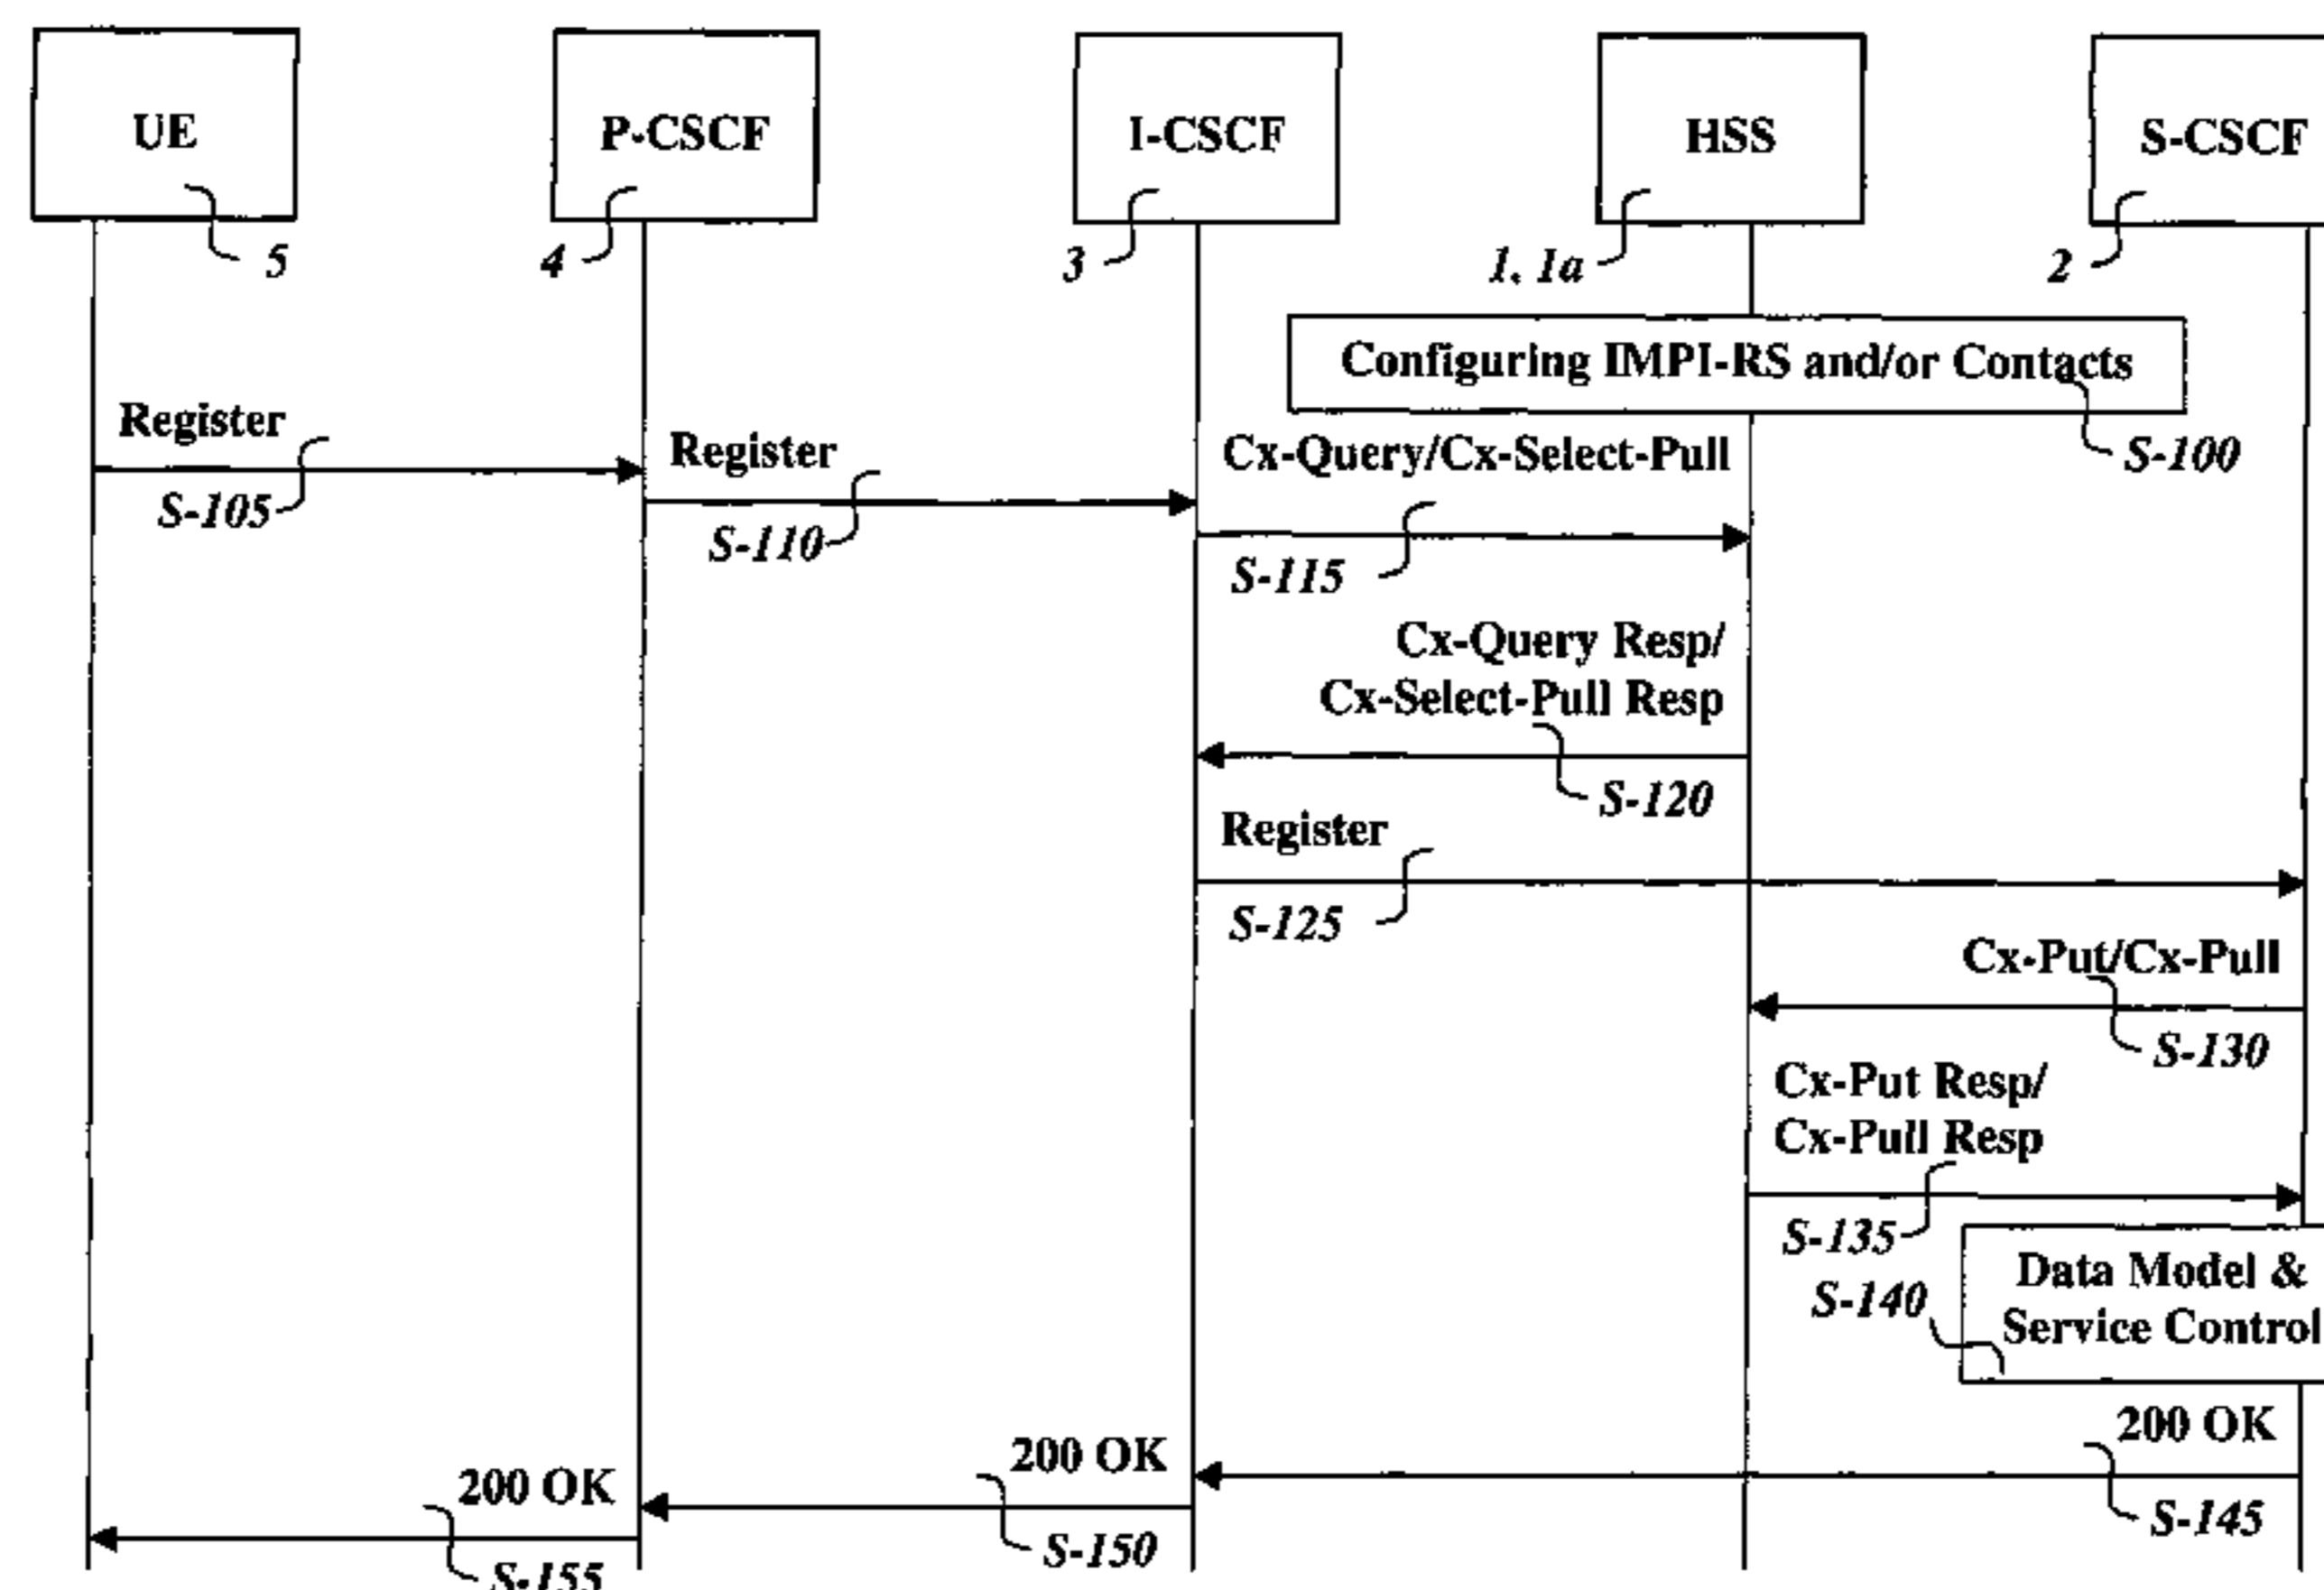 UE
P-CSCF
I-CSCF
HSS
S-CSCF
5
4
3
1, 1a
2
Configuring IMPI-RS and/or Contacts
S-100
Register
S-105
Register
S-110
Cx-Query/Cx-Select-Pull
S-115
Cx-Query Resp/
Cx-Select-Pull Resp
S-120
Register
S-125
Cx-Put/Cx-Pull
S-130
Cx-Put Resp/
Cx-Pull Resp
S-135
S-140
Data Model &
Service Control
200 OK
S-145
200 OK
S-150
200 OK
S-155